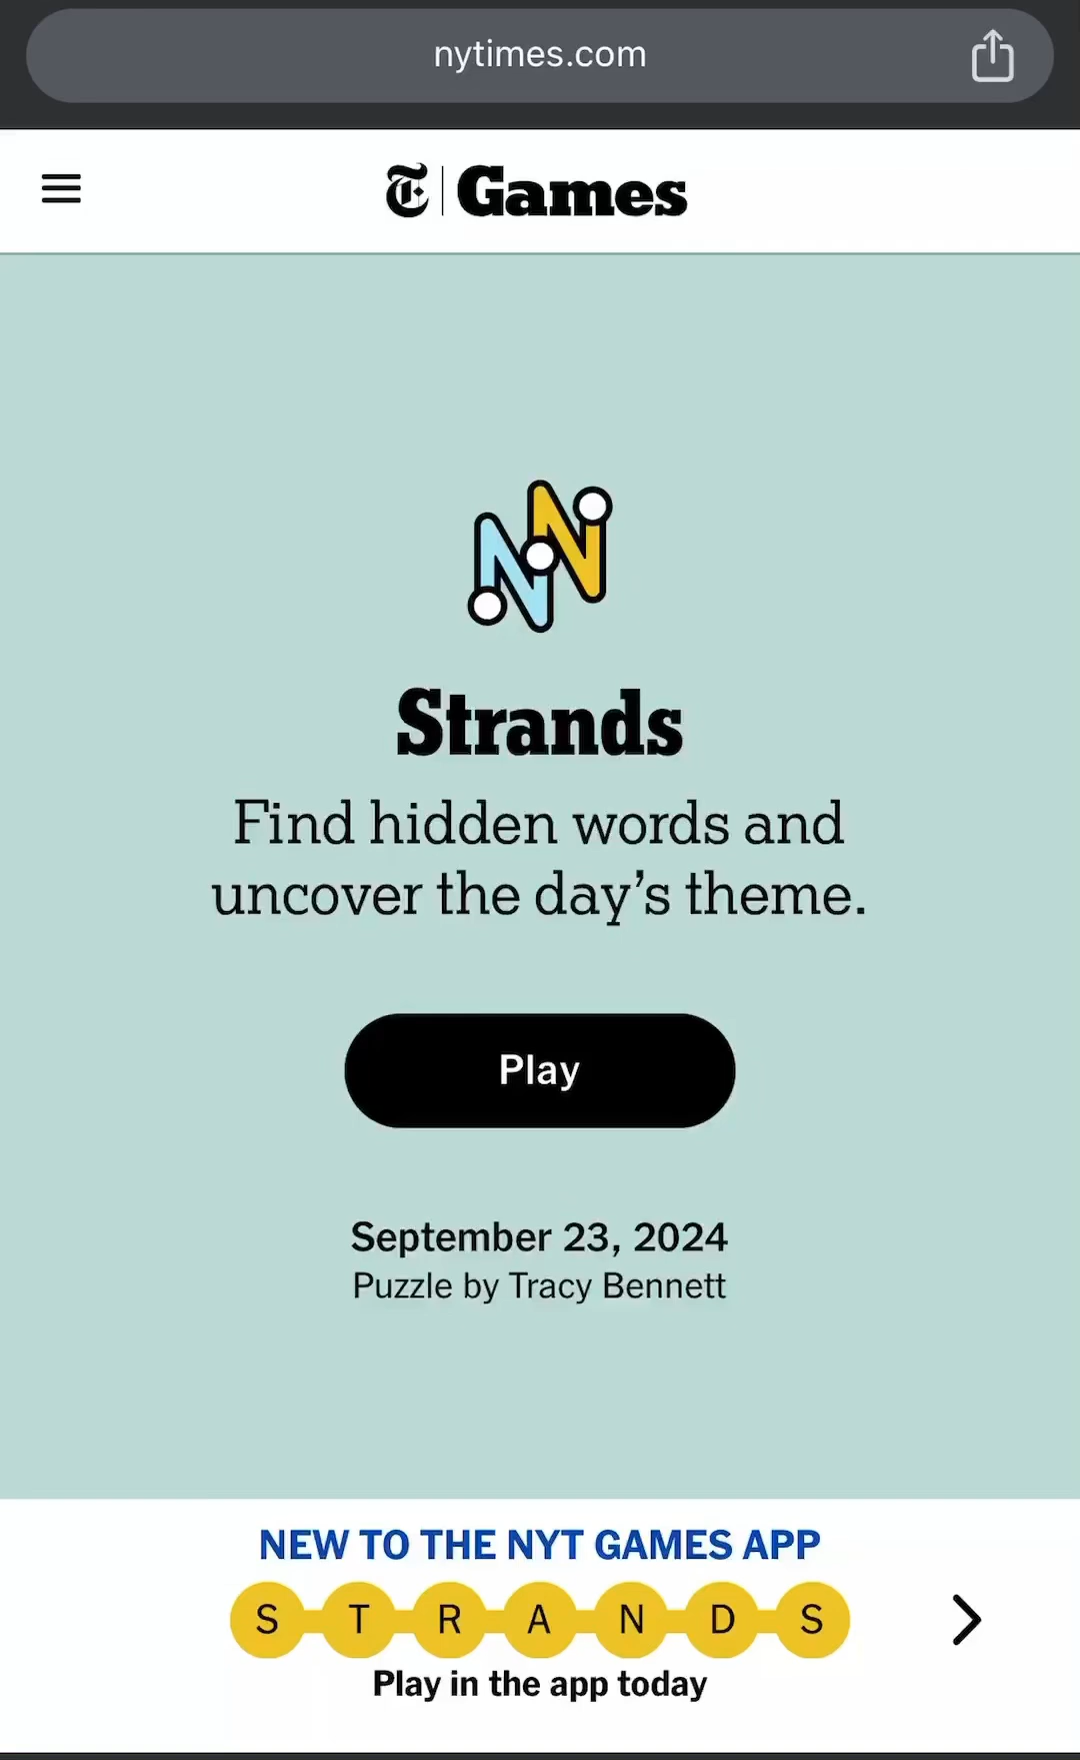 nytimes.com
T Games
Strands
Find hidden words and
uncover the day's theme.
Play
September 23, 2024
Puzzle by Tracy Bennett
NEW TO THE NYT GAMES APP
STRANDS
Play in the app today